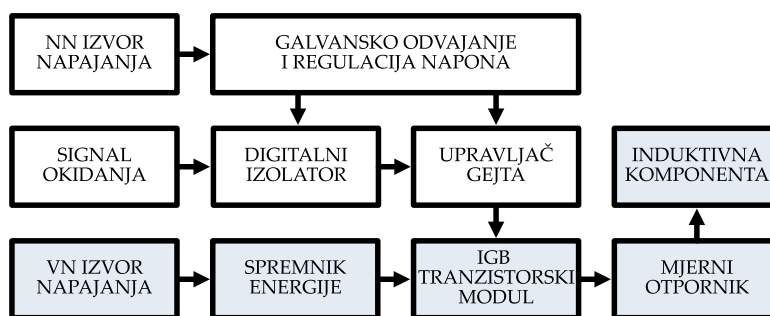 NN IZVOR
NAPAJANJA
GALVANSKO ODVAJANJE
I REGULACIJA NAPONA
SIGNAL
OKIDANJA
DIGITALNI
IZOLATOR
UPRAVLJAČ
GEJTA
INDUKTIVNA
KOMPONENTA
VN IZVOR
NAPAJANJA
SPREMNIK
ENERGIJE
IGB
TRANZISTORSKI
MODUL
MJERNI
OTPORNIK